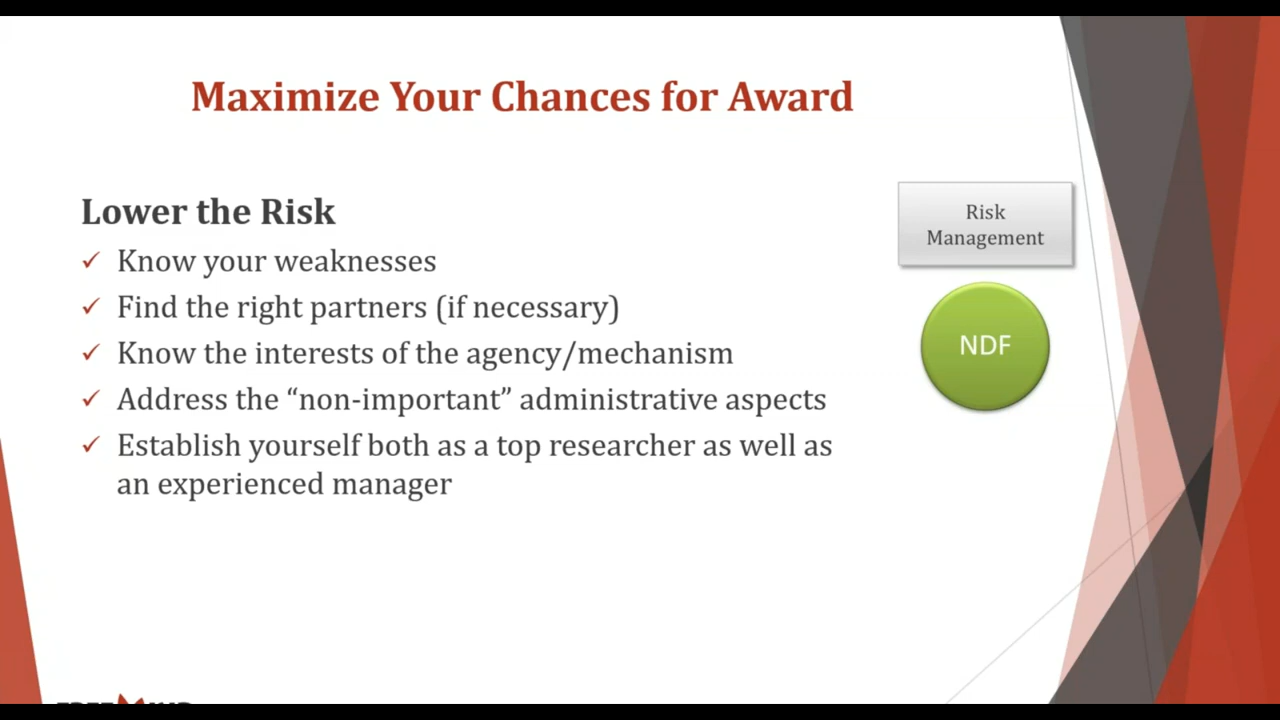 Maximize Your Chances for Award
Lower the Risk
✓ Know your weaknesses
✓ Find the right partners (if necessary)
✓ Know the interests of the agency/mechanism
✓ Address the “non-important” administrative aspects
✓ Establish yourself both as a top researcher as well as
an experienced manager
Risk
Management
NDF